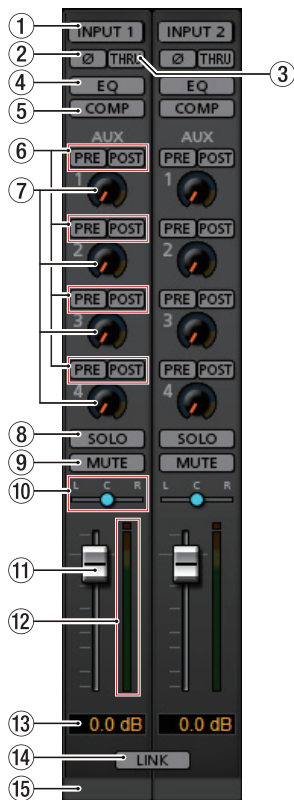 ① INPUT 1 INPUT 2
② Ø THRU Ø THRU ③
④ EQ EQ
⑤ COMP COMP
AUX AUX
⑥ PRE POST PRE POST
⑦ 1 1
PRE POST PRE POST
2 2
PRE POST PRE POST
3 3
PRE POST PRE POST
4 4
⑧ SOLO SOLO
⑨ MUTE MUTE
⑩ L C R L C R
⑪
⑫
⑬ 0.0 dB 0.0 dB
⑭ LINK
⑮